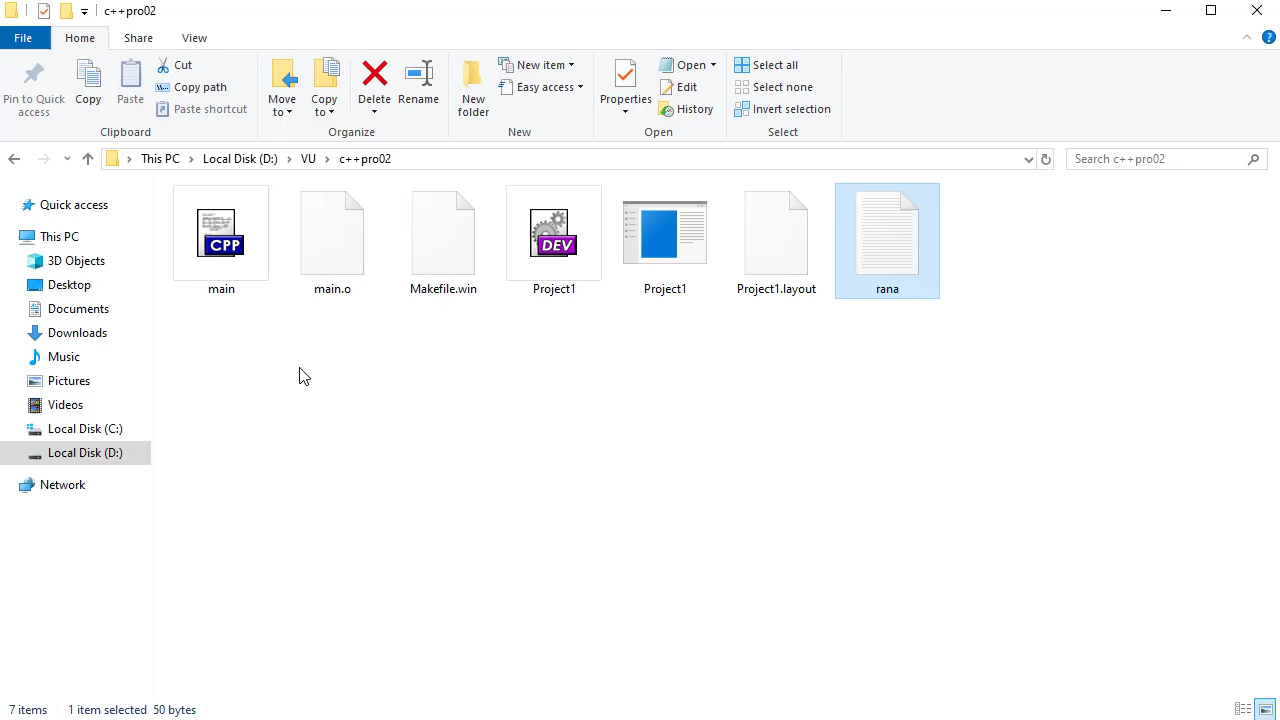 c++pro02
File Home Share View
Pin to Quick access
Copy
Paste
Cut
Copy path
Paste shortcut
Clipboard
Move to
Copy to
Delete
Rename
Organize
New folder
New item
Easy access
New
Properties
Open
Edit
History
Open
Select all
Select none
Invert selection
Select
This PC > Local Disk (D:) > VU > c++pro02
Search c++pro02
Quick access
This PC
3D Objects
Desktop
Documents
Downloads
Music
Pictures
Videos
Local Disk (C:)
Local Disk (D:)
Network
DEV
CPP
DEV
main main.o Makefile.win Project1 Project1 Project1.layout rana
7 items 1 item selected 50 bytes